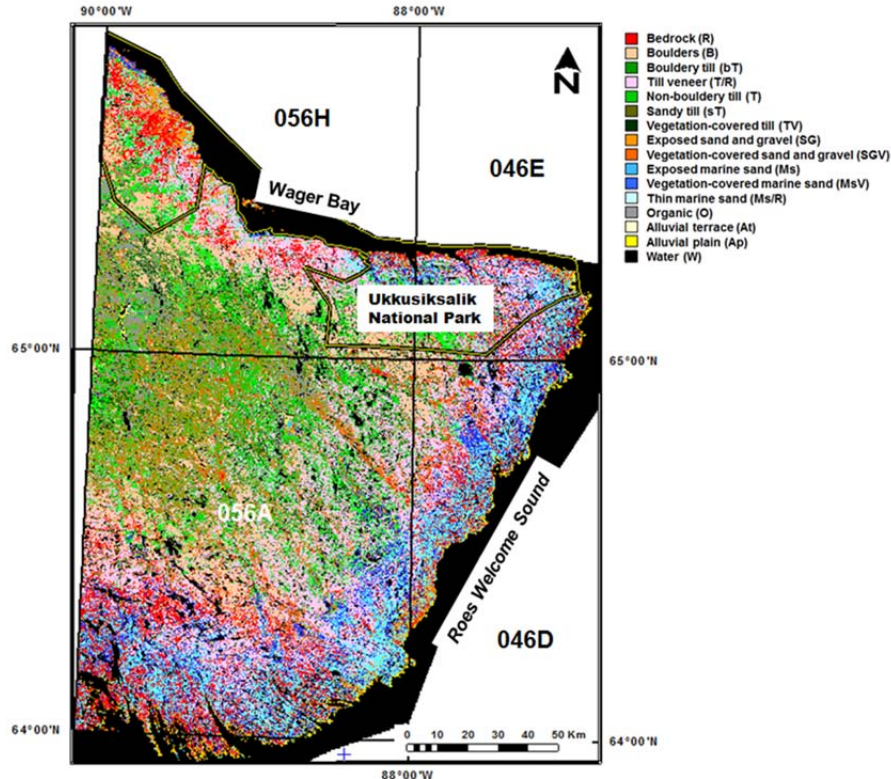 90°00'W
88°00'W
Bedrock (R)
Boulders (B)
Bouldery till (bT)
Till veneer (T/R)
Non-bouldery till (T)
Sandy till (sT)
Vegetation-covered till (TV)
Exposed sand and gravel (SG)
Vegetation-covered sand and gravel (SGV)
Exposed marine sand (Ms)
Vegetation-covered marine sand (MsV)
Thin marine sand (Ms/R)
Organic (O)
Alluvial terrace (At)
Alluvial plain (Ap)
Water (W)
N
056H
046E
Wager Bay
Ukkusiksalik
National Park
65°00'N
65°00'N
056A
Roes Welcome Sound
046D
64°00'N
64°00'N
0 10 20 30 40 50 Km
88°00'W